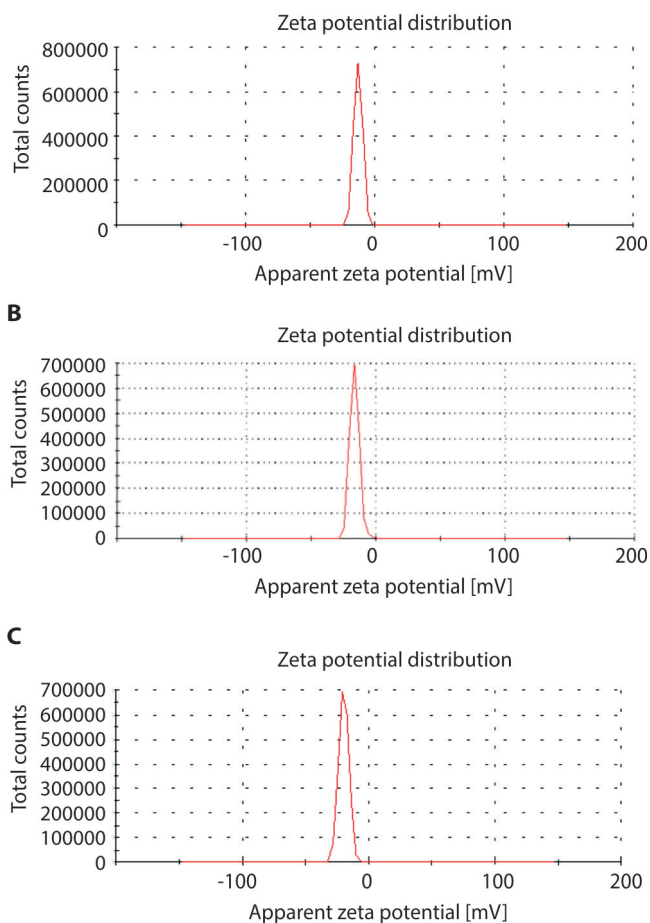 Zeta potential distribution
800000
600000
400000
200000
0
Total counts
-100 0 100 200
Apparent zeta potential [mV]
B
Zeta potential distribution
700000
600000
500000
400000
300000
200000
100000
0
Total counts
-100 0 100 200
Apparent zeta potential [mV]
C
Zeta potential distribution
700000
600000
500000
400000
300000
200000
100000
0
Total counts
-100 0 100 200
Apparent zeta potential [mV]